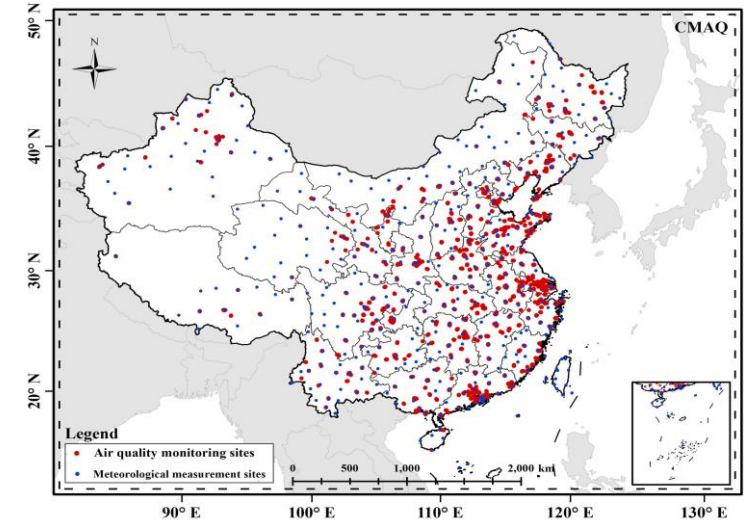 50° N
40° N
30° N
20° N
CMAQ
N
Legend
Air quality monitoring sites
Meteorological measurement sites
0 500 1,000 2,000 km
90° E 100° E 110° E 120° E 130° E